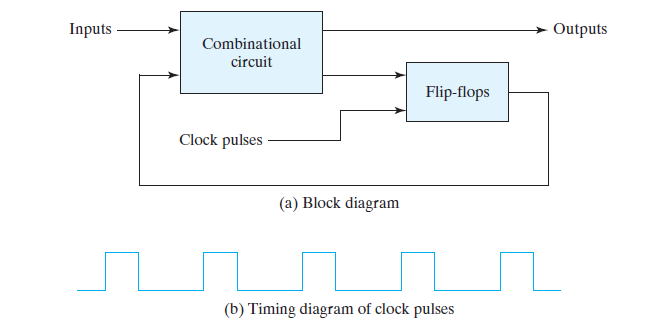 Inputs
Combinational
circuit
Outputs
Flip-flops
Clock pulses
(a) Block diagram
(b) Timing diagram of clock pulses